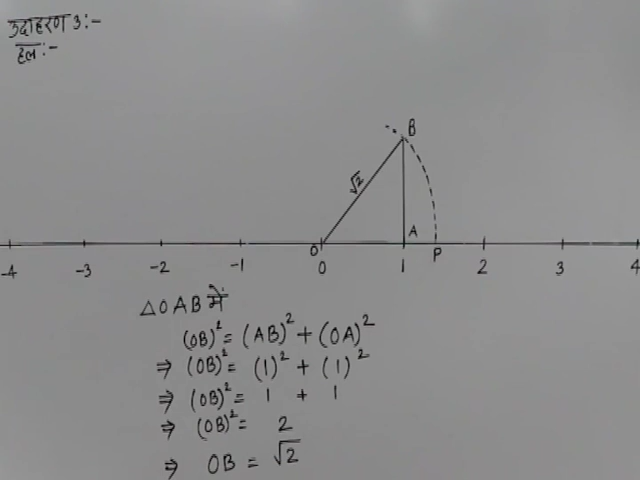 उदाहरण 3:-
हल:-
B
√2
O A P
-4 -3 -2 -1 0 1 2 3 4
△OAB में
(OB)² = (AB)² + (OA)²
⇒ (OB)² = (1)² + (1)²
⇒ (OB)² = 1 + 1
⇒ (OB)² = 2
⇒ OB = √2